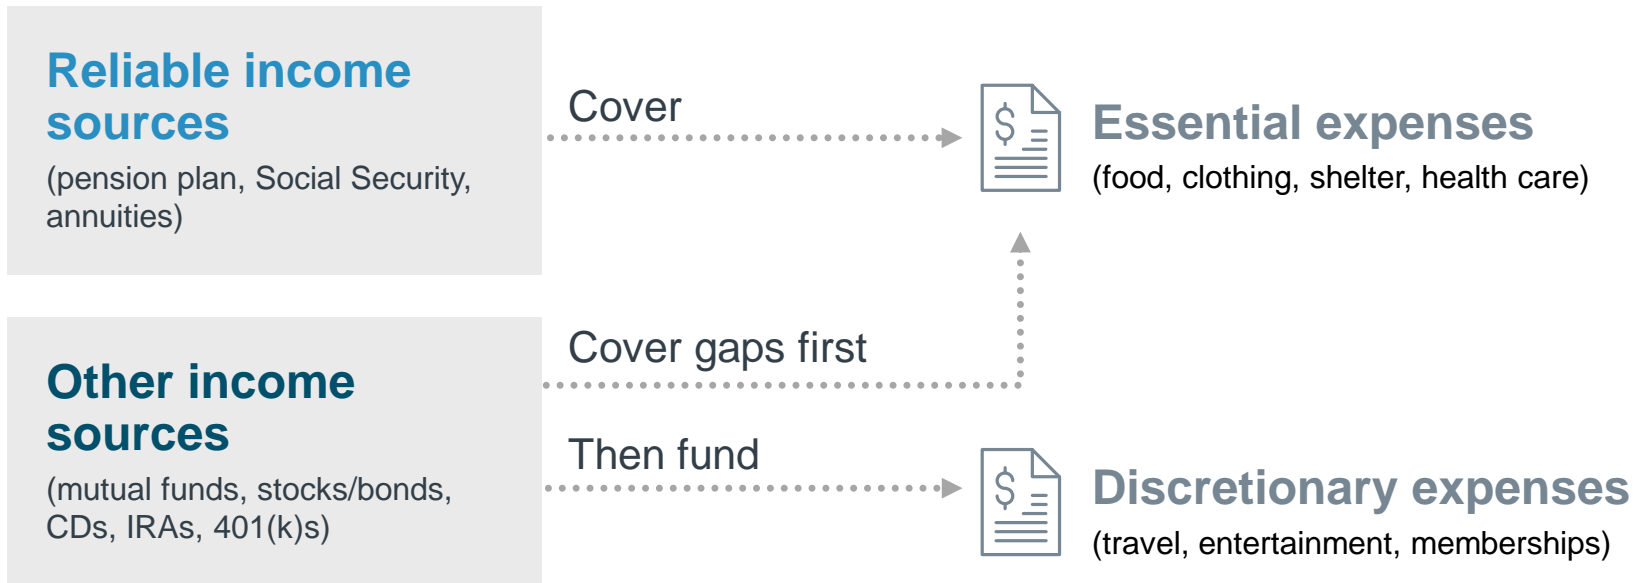 Reliable income
sources
(pension plan, Social Security,
annuities)
Cover
$
Essential expenses
(food, clothing, shelter, health care)
Other income
sources
(mutual funds, stocks/bonds,
CDs, IRAs, 401(k)s)
Cover gaps first
Then fund
$
Discretionary expenses
(travel, entertainment, memberships)